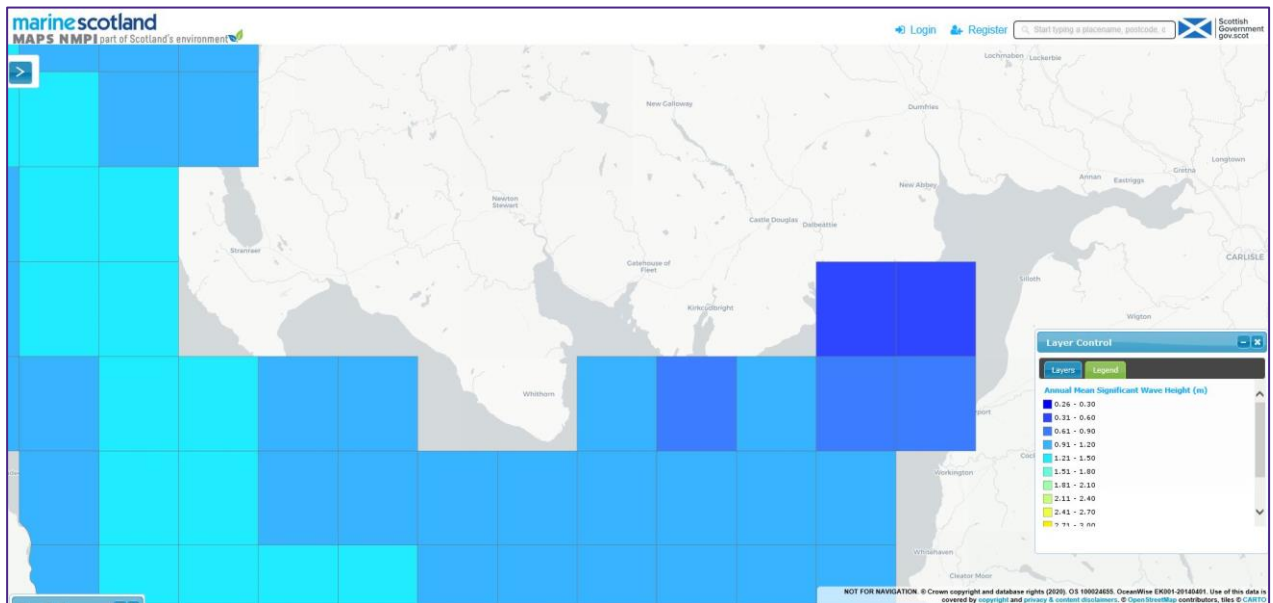 marinescotland
MAPS NMPI part of Scotland's environment
Login
Register
Start typing a placename, postcode, c
Scottish
Government
gov.scot
>
Lochmaben
Lockerbie
New Galloway
Dumfries
Longtown
Gretna
Annan
Eastriggs
New Abbey
Newton
Stewart
Castle Douglas
Dalbeattie
Stranraer
CARLISLE
Gatehouse of
Fleet
Silloth
Kirkcudbright
Wigton
Whithorn
Workington
Whitehaven
Cleator Moor
Layer Control
Layers
Legend
Annual Mean Significant Wave Height (m)
0.26 - 0.30
0.31 - 0.60
0.61 - 0.90
0.91 - 1.20
1.21 - 1.50
1.51 - 1.80
1.81 - 2.10
2.11 - 2.40
2.41 - 2.70
2.71 - 3.00
NOT FOR NAVIGATION. © Crown copyright and database rights (2020). OS 100024655. OceanWise EK001-20140401. Use of this data is
covered by copyright and privacy & content disclaimers. © OpenStreetMap contributors, tiles © CARTO